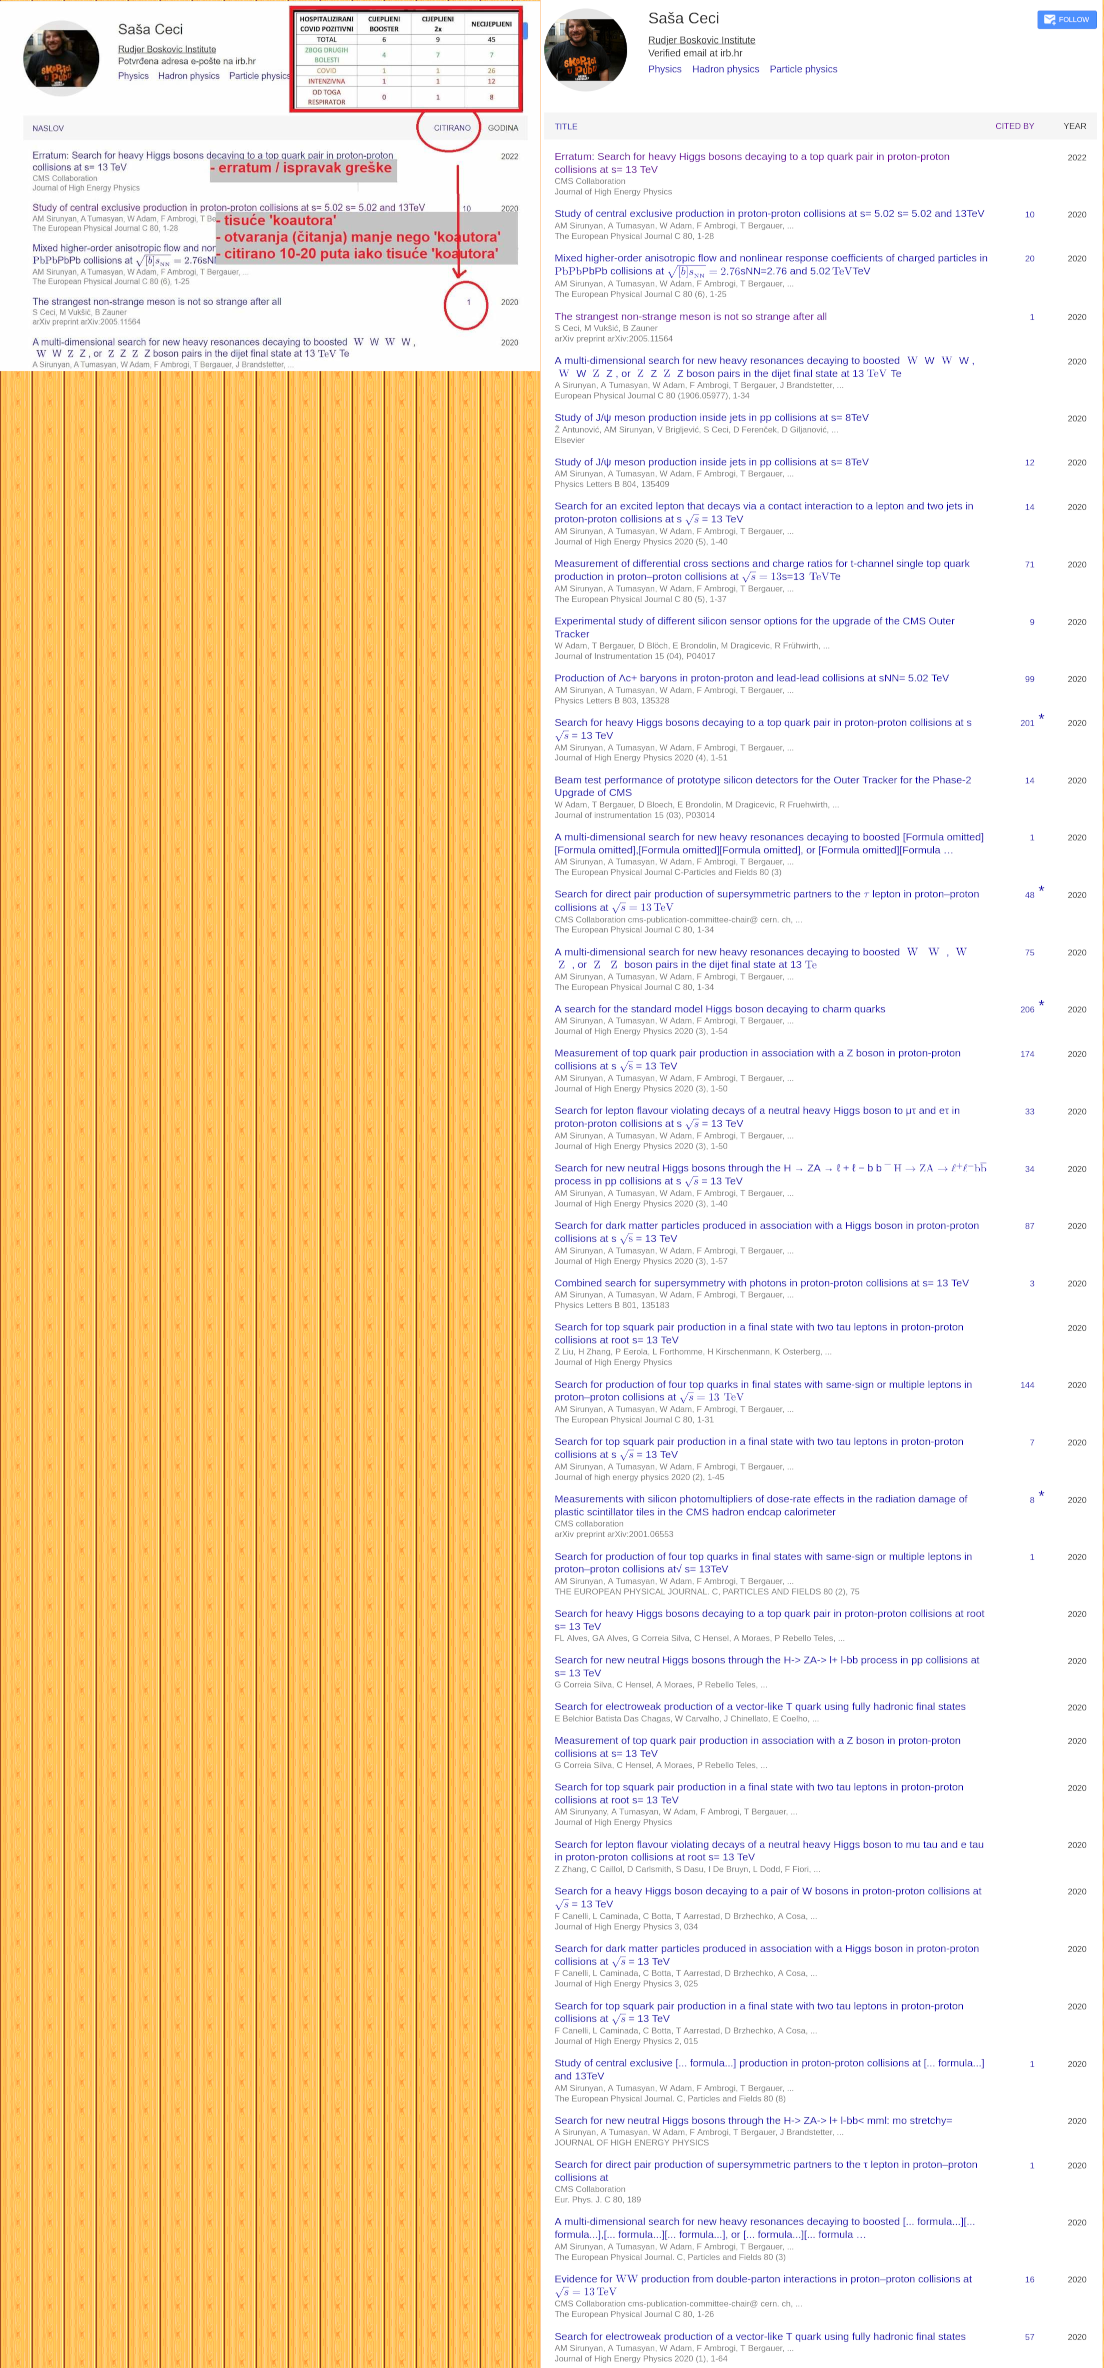 Saša Ceci
Rudjer Boskovic Institute
Potvrđena adresa e-pošte na irb.hr
Physics Hadron physics Particle physics
HOSPITALIZIRANI COVID POZITIVNI CIJEPLJENI BOOSTER CIJEPLJENI 2x NECIJEPLJENI
TOTAL 6 9 45
ZBOG DRUGIH BOLESTI 4 7 7
COVID 1 1 26
INTENZIVNA 1 1 12
OD TOGA RESPIRATOR 0 1 8
NASLOV CITIRANO GODINA
Erratum: Search for heavy Higgs bosons decaying to a top quark pair in proton-proton 2022
collisions at s= 13 TeV
- erratum / ispravak greške
CMS Collaboration
Journal of High Energy Physics
Study of central exclusive production in proton-proton collisions at s= 5.02 s= 5.02 and 13TeV 10 2020
AM Sirunyan, A Tumasyan, W Adam, F Ambrogi, T Be
The European Physical Journal C 80, 1-28
- tisuće 'koautora'
- otvaranja (čitanja) manje nego 'koautora'
- citirano 10-20 puta iako tisuće 'koautora'
Mixed higher-order anisotropic flow and nor
PbPbPbPb collisions at √[b]sNN = 2.76sNI
AM Sirunyan, A Tumasyan, W Adam, F Ambrogi, T Bergauer, ...
The European Physical Journal C 80 (6), 1-25
The strangest non-strange meson is not so strange after all 1 2020
S Ceci, M Vukšić, B Zauner
arXiv preprint arXiv:2005.11564
A multi-dimensional search for new heavy resonances decaying to boosted W W W W , 2020
W W Z Z , or Z Z Z Z boson pairs in the dijet final state at 13 TeV Te
A Sirunyan, A Tumasyan, W Adam, F Ambrogi, T Bergauer, J Brandstetter, ...
Saša Ceci
FOLLOW
Rudjer Boskovic Institute
Verified email at irb.hr
Physics Hadron physics Particle physics
TITLE CITED BY YEAR
Erratum: Search for heavy Higgs bosons decaying to a top quark pair in proton-proton 2022
collisions at s= 13 TeV
CMS Collaboration
Journal of High Energy Physics
Study of central exclusive production in proton-proton collisions at s= 5.02 s= 5.02 and 13TeV 10 2020
AM Sirunyan, A Tumasyan, W Adam, F Ambrogi, T Bergauer, ...
The European Physical Journal C 80, 1-28
Mixed higher-order anisotropic flow and nonlinear response coefficients of charged particles in 20 2020
PbPbPbPb collisions at √[b]sNN = 2.76sNN=2.76 and 5.02 TeVTeV
AM Sirunyan, A Tumasyan, W Adam, F Ambrogi, T Bergauer, ...
The European Physical Journal C 80 (6), 1-25
The strangest non-strange meson is not so strange after all 1 2020
S Ceci, M Vukšić, B Zauner
arXiv preprint arXiv:2005.11564
A multi-dimensional search for new heavy resonances decaying to boosted W W W W , 2020
W W Z Z , or Z Z Z Z boson pairs in the dijet final state at 13 TeV Te
A Sirunyan, A Tumasyan, W Adam, F Ambrogi, T Bergauer, J Brandstetter, ...
European Physical Journal C 80 (1906.05977), 1-34
Study of J/ψ meson production inside jets in pp collisions at s= 8TeV 2020
Ž Antunović, AM Sirunyan, V Brigljević, S Ceci, D Ferenček, D Giljanović, ...
Elsevier
Study of J/ψ meson production inside jets in pp collisions at s= 8TeV 12 2020
AM Sirunyan, A Tumasyan, W Adam, F Ambrogi, T Bergauer, ...
Physics Letters B 804, 135409
Search for an excited lepton that decays via a contact interaction to a lepton and two jets in 14 2020
proton-proton collisions at s √s = 13 TeV
AM Sirunyan, A Tumasyan, W Adam, F Ambrogi, T Bergauer, ...
Journal of High Energy Physics 2020 (5), 1-40
Measurement of differential cross sections and charge ratios for t-channel single top quark 71 2020
production in proton–proton collisions at √s = 13s=13 TeVTe
AM Sirunyan, A Tumasyan, W Adam, F Ambrogi, T Bergauer, ...
The European Physical Journal C 80 (5), 1-37
Experimental study of different silicon sensor options for the upgrade of the CMS Outer 9 2020
Tracker
W Adam, T Bergauer, D Blöch, E Brondolin, M Dragicevic, R Frühwirth, ...
Journal of Instrumentation 15 (04), P04017
Production of Λc+ baryons in proton-proton and lead-lead collisions at sNN= 5.02 TeV 99 2020
AM Sirunyan, A Tumasyan, W Adam, F Ambrogi, T Bergauer, ...
Physics Letters B 803, 135328
Search for heavy Higgs bosons decaying to a top quark pair in proton-proton collisions at s 201 * 2020
√s = 13 TeV
AM Sirunyan, A Tumasyan, W Adam, F Ambrogi, T Bergauer, ...
Journal of High Energy Physics 2020 (4), 1-51
Beam test performance of prototype silicon detectors for the Outer Tracker for the Phase-2 14 2020
Upgrade of CMS
W Adam, T Bergauer, D Bloech, E Brondolin, M Dragicevic, R Fruehwirth, ...
Journal of instrumentation 15 (03), P03014
A multi-dimensional search for new heavy resonances decaying to boosted [Formula omitted] 1 2020
[Formula omitted],[Formula omitted][Formula omitted], or [Formula omitted][Formula …
AM Sirunyan, A Tumasyan, W Adam, F Ambrogi, T Bergauer, ...
The European Physical Journal C-Particles and Fields 80 (3)
Search for direct pair production of supersymmetric partners to the τ lepton in proton–proton 48 * 2020
collisions at √s = 13 TeV
CMS Collaboration cms-publication-committee-chair@ cern. ch, ...
The European Physical Journal C 80, 1-34
A multi-dimensional search for new heavy resonances decaying to boosted W W , W 75 2020
Z , or Z Z boson pairs in the dijet final state at 13 Te
AM Sirunyan, A Tumasyan, W Adam, F Ambrogi, T Bergauer, ...
The European Physical Journal C 80, 1-34
A search for the standard model Higgs boson decaying to charm quarks 206 * 2020
AM Sirunyan, A Tumasyan, W Adam, F Ambrogi, T Bergauer, ...
Journal of High Energy Physics 2020 (3), 1-54
Measurement of top quark pair production in association with a Z boson in proton-proton 174 2020
collisions at s √s = 13 TeV
AM Sirunyan, A Tumasyan, W Adam, F Ambrogi, T Bergauer, ...
Journal of High Energy Physics 2020 (3), 1-50
Search for lepton flavour violating decays of a neutral heavy Higgs boson to μτ and eτ in 33 2020
proton-proton collisions at s √s = 13 TeV
AM Sirunyan, A Tumasyan, W Adam, F Ambrogi, T Bergauer, ...
Journal of High Energy Physics 2020 (3), 1-50
Search for new neutral Higgs bosons through the H → ZA → ℓ + ℓ − b b ¯ H → ZA → ℓ+ℓ−bb̄ 34 2020
process in pp collisions at s √s = 13 TeV
AM Sirunyan, A Tumasyan, W Adam, F Ambrogi, T Bergauer, ...
Journal of High Energy Physics 2020 (3), 1-40
Search for dark matter particles produced in association with a Higgs boson in proton-proton 87 2020
collisions at s √s = 13 TeV
AM Sirunyan, A Tumasyan, W Adam, F Ambrogi, T Bergauer, ...
Journal of High Energy Physics 2020 (3), 1-57
Combined search for supersymmetry with photons in proton-proton collisions at s= 13 TeV 3 2020
AM Sirunyan, A Tumasyan, W Adam, F Ambrogi, T Bergauer, ...
Physics Letters B 801, 135183
Search for top squark pair production in a final state with two tau leptons in proton-proton 2020
collisions at root s= 13 TeV
Z Liu, H Zhang, P Eerola, L Forthomme, H Kirschenmann, K Osterberg, ...
Journal of High Energy Physics
Search for production of four top quarks in final states with same-sign or multiple leptons in 144 2020
proton–proton collisions at √s = 13 TeV
AM Sirunyan, A Tumasyan, W Adam, F Ambrogi, T Bergauer, ...
The European Physical Journal C 80, 1-31
Search for top squark pair production in a final state with two tau leptons in proton-proton 7 2020
collisions at s √s = 13 TeV
AM Sirunyan, A Tumasyan, W Adam, F Ambrogi, T Bergauer, ...
Journal of high energy physics 2020 (2), 1-45
Measurements with silicon photomultipliers of dose-rate effects in the radiation damage of 8 * 2020
plastic scintillator tiles in the CMS hadron endcap calorimeter
CMS collaboration
arXiv preprint arXiv:2001.06553
Search for production of four top quarks in final states with same-sign or multiple leptons in 1 2020
proton–proton collisions at√ s= 13TeV
AM Sirunyan, A Tumasyan, W Adam, F Ambrogi, T Bergauer, ...
THE EUROPEAN PHYSICAL JOURNAL. C, PARTICLES AND FIELDS 80 (2), 75
Search for heavy Higgs bosons decaying to a top quark pair in proton-proton collisions at root 2020
s= 13 TeV
FL Alves, GA Alves, G Correia Silva, C Hensel, A Moraes, P Rebello Teles, ...
Search for new neutral Higgs bosons through the H-> ZA-> l+ l-bb process in pp collisions at 2020
s= 13 TeV
G Correia Silva, C Hensel, A Moraes, P Rebello Teles, ...
Search for electroweak production of a vector-like T quark using fully hadronic final states 2020
E Belchior Batista Das Chagas, W Carvalho, J Chinellato, E Coelho, ...
Measurement of top quark pair production in association with a Z boson in proton-proton 2020
collisions at s= 13 TeV
G Correia Silva, C Hensel, A Moraes, P Rebello Teles, ...
Search for top squark pair production in a final state with two tau leptons in proton-proton 2020
collisions at root s= 13 TeV
AM Sirunyany, A Tumasyan, W Adam, F Ambrogi, T Bergauer, ...
Journal of High Energy Physics
Search for lepton flavour violating decays of a neutral heavy Higgs boson to mu tau and e tau 2020
in proton-proton collisions at root s= 13 TeV
Z Zhang, C Caillol, D Carlsmith, S Dasu, I De Bruyn, L Dodd, F Fiori, ...
Search for a heavy Higgs boson decaying to a pair of W bosons in proton-proton collisions at 2020
√s = 13 TeV
F Canelli, L Caminada, C Botta, T Aarrestad, D Brzhechko, A Cosa, ...
Journal of High Energy Physics 3, 034
Search for dark matter particles produced in association with a Higgs boson in proton-proton 2020
collisions at √s = 13 TeV
F Canelli, L Caminada, C Botta, T Aarrestad, D Brzhechko, A Cosa, ...
Journal of High Energy Physics 3, 025
Search for top squark pair production in a final state with two tau leptons in proton-proton 2020
collisions at √s = 13 TeV
F Canelli, L Caminada, C Botta, T Aarrestad, D Brzhechko, A Cosa, ...
Journal of High Energy Physics 2, 015
Study of central exclusive [... formula...] production in proton-proton collisions at [... formula...] 1 2020
and 13TeV
AM Sirunyan, A Tumasyan, W Adam, F Ambrogi, T Bergauer, ...
The European Physical Journal. C, Particles and Fields 80 (8)
Search for new neutral Higgs bosons through the H-> ZA-> l+ l-bb< mml: mo stretchy= 2020
A Sirunyan, A Tumasyan, W Adam, F Ambrogi, T Bergauer, J Brandstetter, ...
JOURNAL OF HIGH ENERGY PHYSICS
Search for direct pair production of supersymmetric partners to the τ lepton in proton–proton 1 2020
collisions at
CMS Collaboration
Eur. Phys. J. C 80, 189
A multi-dimensional search for new heavy resonances decaying to boosted [... formula...][... 2020
formula...],[... formula...][... formula...], or [... formula...][... formula …
AM Sirunyan, A Tumasyan, W Adam, F Ambrogi, T Bergauer, ...
The European Physical Journal. C, Particles and Fields 80 (3)
Evidence for WW production from double-parton interactions in proton–proton collisions at 16 2020
√s = 13 TeV
CMS Collaboration cms-publication-committee-chair@ cern. ch, ...
The European Physical Journal C 80, 1-26
Search for electroweak production of a vector-like T quark using fully hadronic final states 57 2020
AM Sirunyan, A Tumasyan, W Adam, F Ambrogi, T Bergauer, ...
Journal of High Energy Physics 2020 (1), 1-64